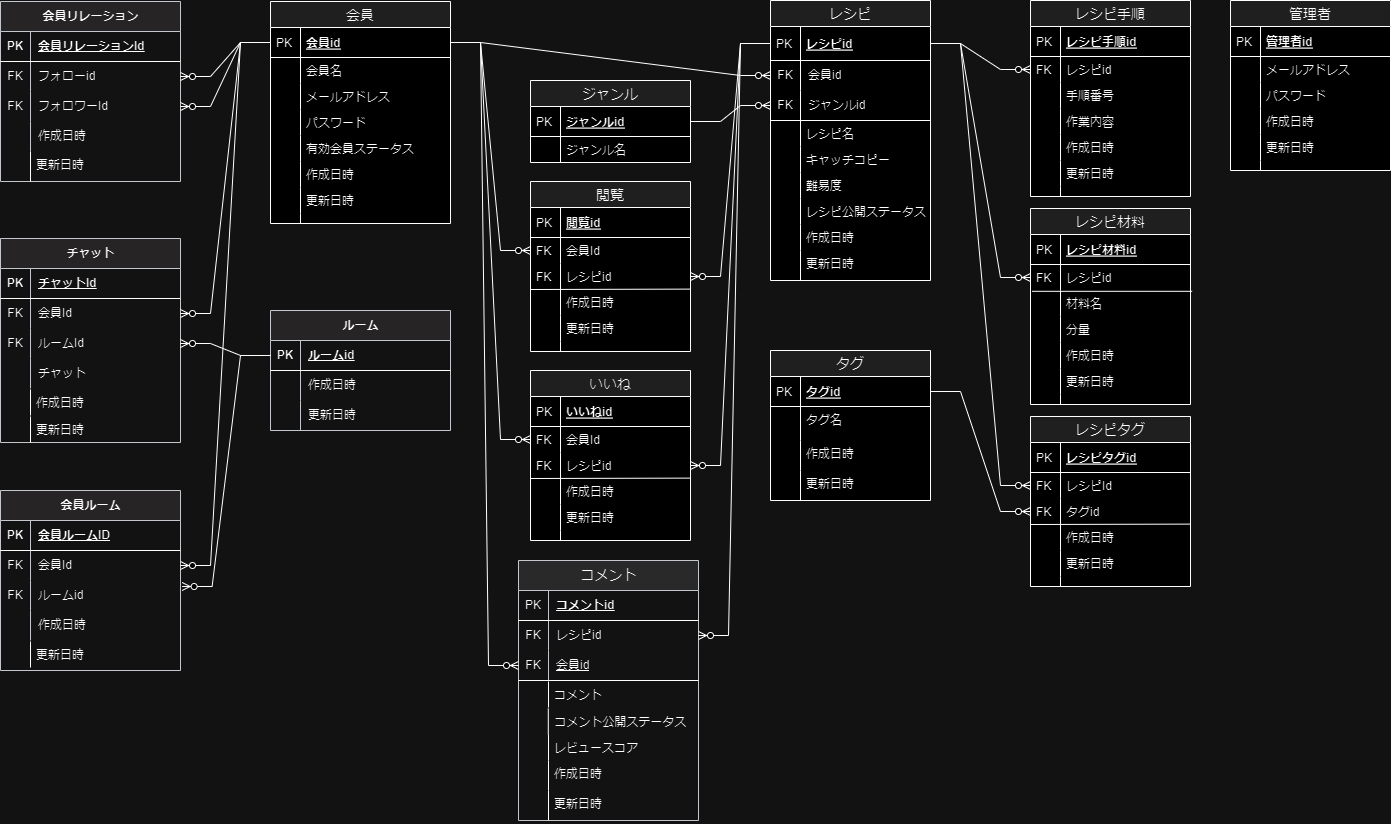 会員リレーション
PK 会員リレーションId
FK フォローid
FK フォロワーId
作成日時
更新日時
チャット
PK チャットId
FK 会員Id
FK ルームId
チャット
作成日時
更新日時
会員ルーム
PK 会員ルームID
FK 会員Id
FK ルームid
作成日時
更新日時
会員
PK 会員id
会員名
メールアドレス
パスワード
有効会員ステータス
作成日時
更新日時
ルーム
PK ルームid
作成日時
更新日時
ジャンル
PK ジャンルid
ジャンル名
閲覧
PK 閲覧id
FK 会員Id
FK レシピid
作成日時
更新日時
いいね
PK いいねid
FK 会員Id
FK レシピid
作成日時
更新日時
コメント
PK コメントid
FK レシピid
FK 会員id
コメント
コメント公開ステータス
レビュースコア
作成日時
更新日時
レシピ
PK レシピid
FK 会員id
FK ジャンルid
レシピ名
キャッチコピー
難易度
レシピ公開ステータス
作成日時
更新日時
タグ
PK タグid
タグ名
作成日時
更新日時
レシピ手順
PK レシピ手順id
FK レシピid
手順番号
作業内容
作成日時
更新日時
レシピ材料
PK レシピ材料id
FK レシピid
材料名
分量
作成日時
更新日時
レシピタグ
PK レシピタグid
FK レシピId
FK タグid
作成日時
更新日時
管理者
PK 管理者id
メールアドレス
パスワード
作成日時
更新日時